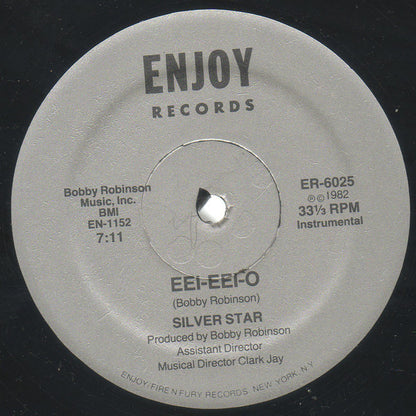 ENJOY
RECORDS
Bobby Robinson
Music, Inc.
BMI
EN-1152
7:11
ER-6025
℗ © 1982
33⅓ RPM
Instrumental
EEI-EEI-O
(Bobby Robinson)
SILVER STAR
Produced by Bobby Robinson
Assistant Director
Musical Director Clark Jay
ENJOY-FIRE N FURY RECORDS, NEW YORK, N.Y.